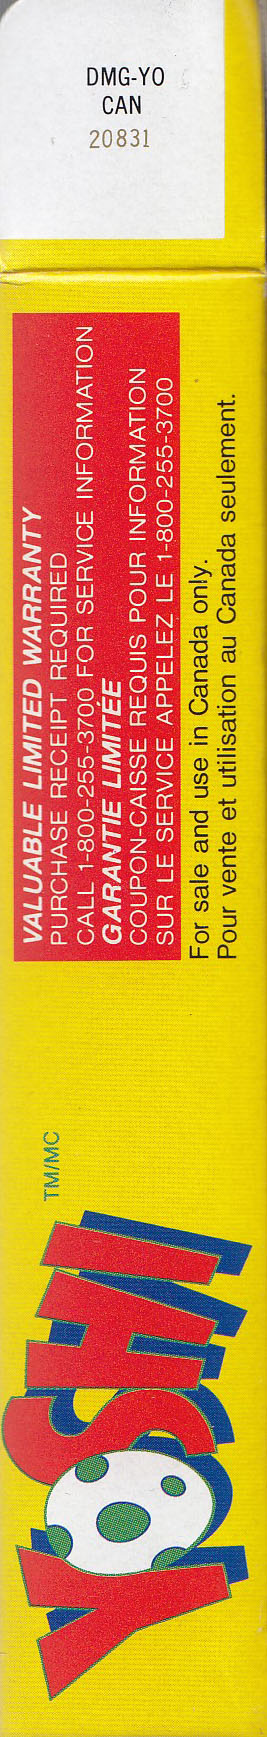 DMG-YO
CAN
20831
VALUABLE LIMITED WARRANTY
PURCHASE RECEIPT REQUIRED
CALL 1-800-255-3700 FOR SERVICE INFORMATION
GARANTIE LIMITÉE
COUPON-CAISSE REQUIS POUR INFORMATION
SUR LE SERVICE APPELEZ LE 1-800-255-3700
For sale and use in Canada only.
Pour vente et utilisation au Canada seulement.
YOSHI TM/MC